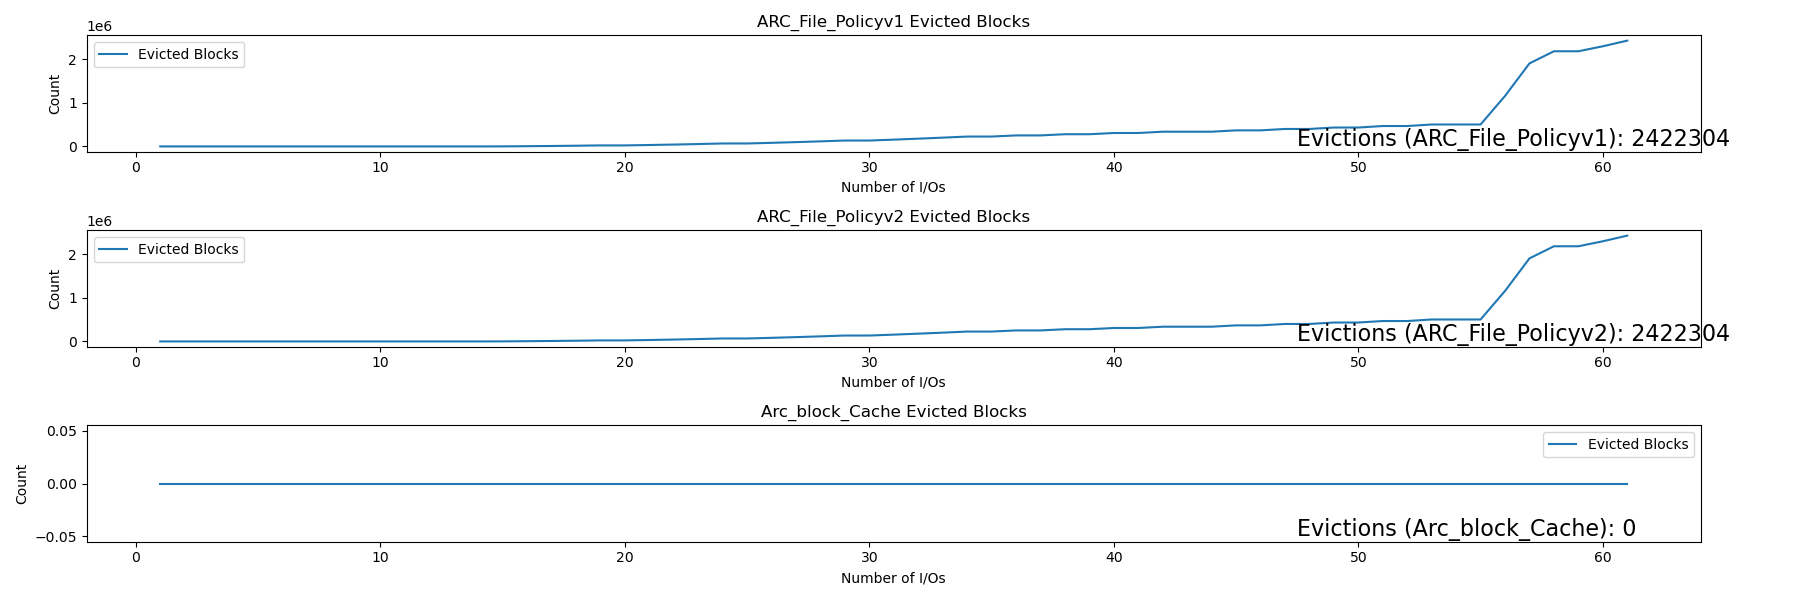 ARC_File_Policyv1 Evicted Blocks
1e6
Evicted Blocks
2
1
0
Count
Evictions (ARC_File_Policyv1): 2422304
0 10 20 30 40 50 60
Number of I/Os
ARC_File_Policyv2 Evicted Blocks
1e6
Evicted Blocks
2
1
0
Count
Evictions (ARC_File_Policyv2): 2422304
0 10 20 30 40 50 60
Number of I/Os
Arc_block_Cache Evicted Blocks
Evicted Blocks
0.05
0.00
−0.05
Count
Evictions (Arc_block_Cache): 0
0 10 20 30 40 50 60
Number of I/Os